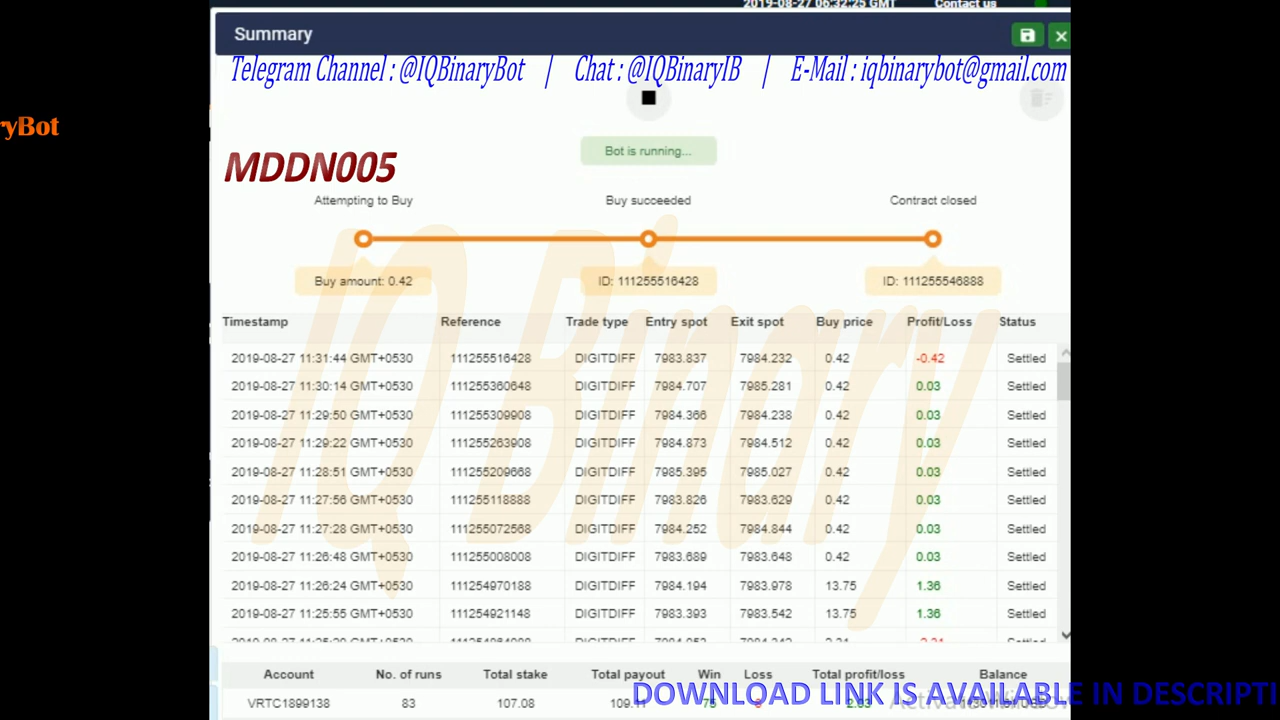 2019-08-27 06:32:25 GMT Contact us
Summary
Telegram Channel : @IQBinaryBot | Chat : @IQBinaryIB | E-Mail : iqbinarybot@gmail.com
ryBot
Bot is running...
MDDN005
Attempting to Buy Buy succeeded Contract closed
Buy amount: 0.42 ID: 111255516428 ID: 111255546888
IQ Binary
Timestamp Reference Trade type Entry spot Exit spot Buy price Profit/Loss Status
2019-08-27 11:31:44 GMT+0530 111255516428 DIGITDIFF 7983.837 7984.232 0.42 -0.42 Settled
2019-08-27 11:30:14 GMT+0530 111255360648 DIGITDIFF 7984.707 7985.281 0.42 0.03 Settled
2019-08-27 11:29:50 GMT+0530 111255309908 DIGITDIFF 7984.366 7984.238 0.42 0.03 Settled
2019-08-27 11:29:22 GMT+0530 111255263908 DIGITDIFF 7984.873 7984.512 0.42 0.03 Settled
2019-08-27 11:28:51 GMT+0530 111255209668 DIGITDIFF 7985.395 7985.027 0.42 0.03 Settled
2019-08-27 11:27:56 GMT+0530 111255118888 DIGITDIFF 7983.826 7983.629 0.42 0.03 Settled
2019-08-27 11:27:28 GMT+0530 111255072568 DIGITDIFF 7984.252 7984.844 0.42 0.03 Settled
2019-08-27 11:26:48 GMT+0530 111255008008 DIGITDIFF 7983.689 7983.648 0.42 0.03 Settled
2019-08-27 11:26:24 GMT+0530 111254970188 DIGITDIFF 7984.194 7983.978 13.75 1.36 Settled
2019-08-27 11:25:55 GMT+0530 111254921148 DIGITDIFF 7983.393 7983.542 13.75 1.36 Settled
Account No. of runs Total stake Total payout Win Loss Total profit/loss Balance
VRTC1899138 83 107.08
DOWNLOAD LINK IS AVAILABLE IN DESCRIPTI